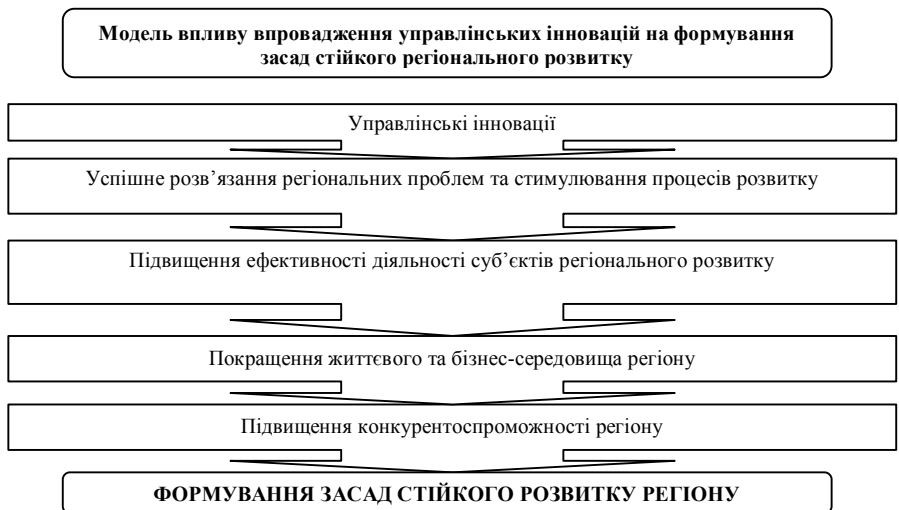 Модель впливу впровадження управлінських інновацій на формування
засад стійкого регіонального розвитку
Управлінські інновації
Успішне розв’язання регіональних проблем та стимулювання процесів розвитку
Підвищення ефективності діяльності суб’єктів регіонального розвитку
Покращення життєвого та бізнес-середовища регіону
Підвищення конкурентоспроможності регіону
ФОРМУВАННЯ ЗАСАД СТІЙКОГО РОЗВИТКУ РЕГІОНУ